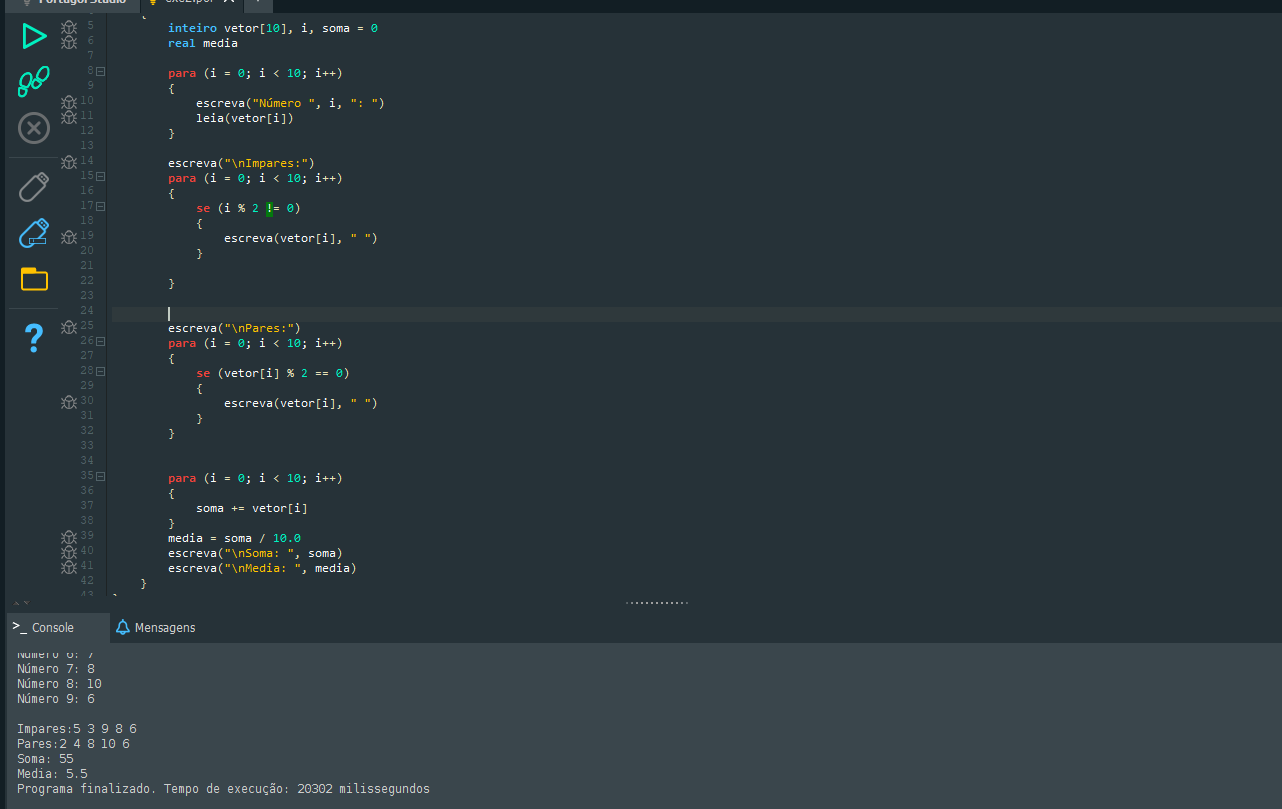 PortugolStudio
exe2.por X +
5 inteiro vetor[10], i, soma = 0
6 real media
7
8 para (i = 0; i < 10; i++)
9 {
10 escreva("Número ", i, ": ")
11 leia(vetor[i])
12 }
13
14 escreva("\nImpares:")
15 para (i = 0; i < 10; i++)
16 {
17 se (i % 2 != 0)
18 {
19 escreva(vetor[i], " ")
20 }
21
22 }
23
24
25 escreva("\nPares:")
26 para (i = 0; i < 10; i++)
27 {
28 se (vetor[i] % 2 == 0)
29 {
30 escreva(vetor[i], " ")
31 }
32 }
33
34
35 para (i = 0; i < 10; i++)
36 {
37 soma += vetor[i]
38 }
39 media = soma / 10.0
40 escreva("\nSoma: ", soma)
41 escreva("\nMedia: ", media)
42 }
43
>_ Console
Mensagens
Número 6: 7
Número 7: 8
Número 8: 10
Número 9: 6
Impares:5 3 9 8 6
Pares:2 4 8 10 6
Soma: 55
Media: 5.5
Programa finalizado. Tempo de execução: 20302 milissegundos